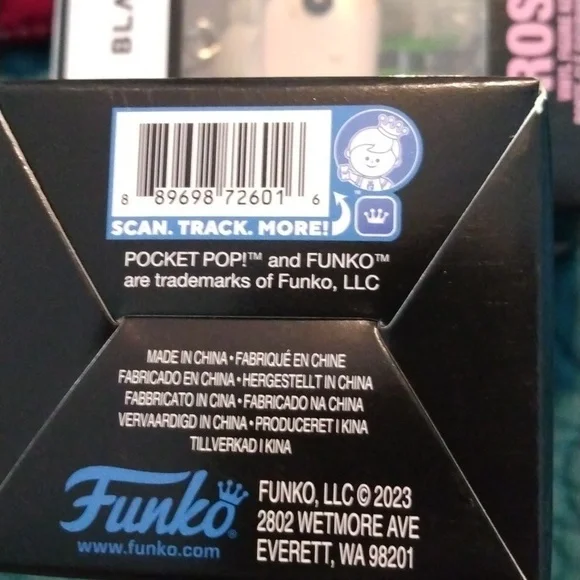 BLA
ROS
8 89698 72601 6
SCAN. TRACK. MORE!
POCKET POP!™ and FUNKO™
are trademarks of Funko, LLC
MADE IN CHINA • FABRIQUÉ EN CHINE
FABRICADO EN CHINA • HERGESTELLT IN CHINA
FABBRICATO IN CINA • FABRICADO NA CHINA
VERVAARDIGD IN CHINA • PRODUCERET I KINA
TILLVERKAD I KINA
Funko®
www.funko.com
FUNKO, LLC © 2023
2802 WETMORE AVE
EVERETT, WA 98201